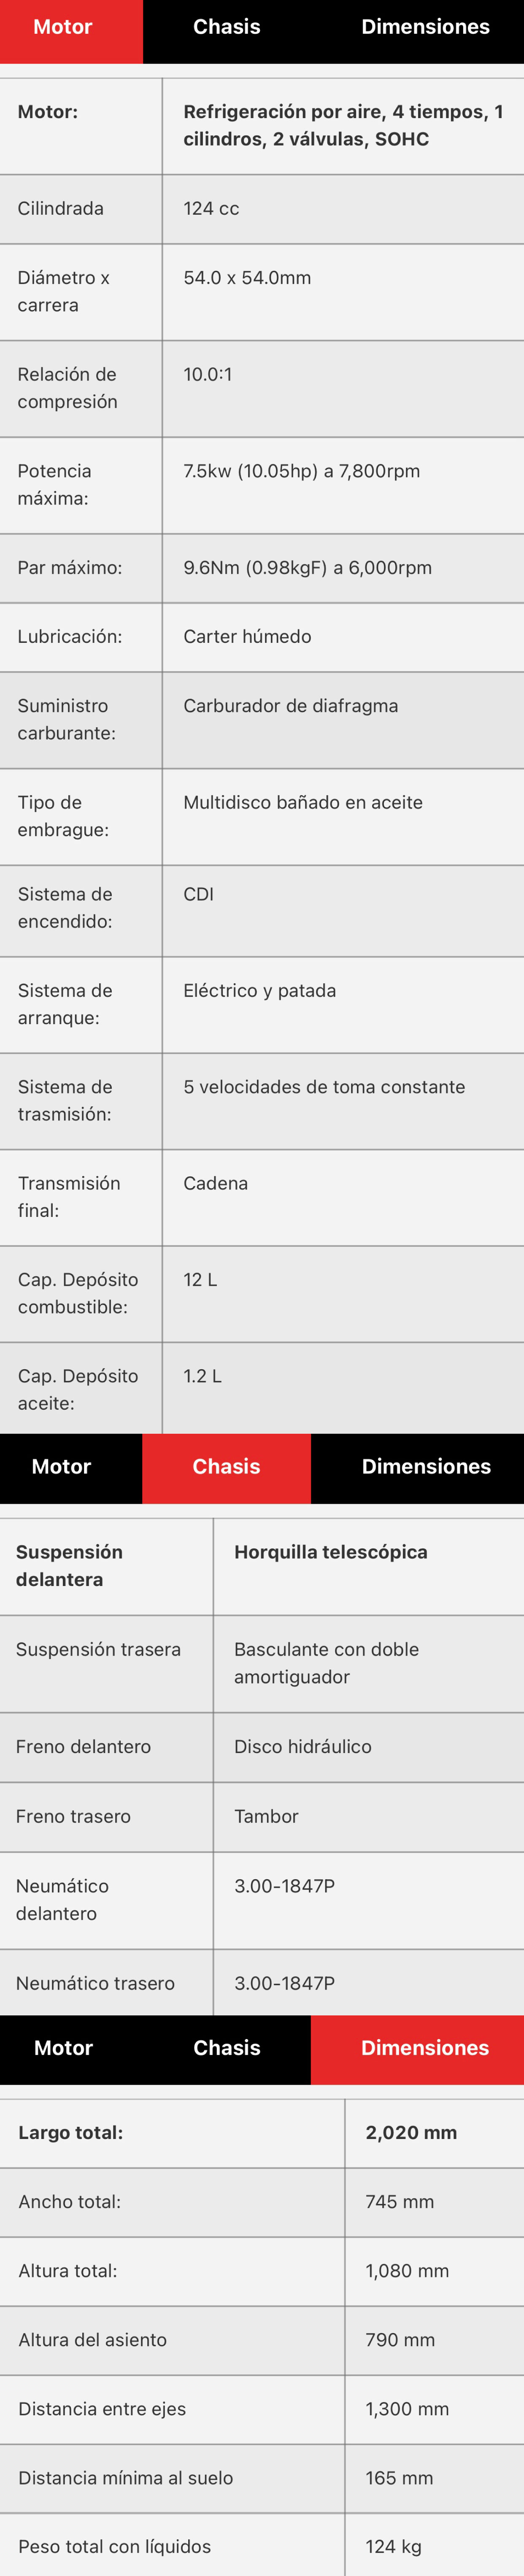 Motor Chasis Dimensiones
Motor: Refrigeración por aire, 4 tiempos, 1
cilindros, 2 válvulas, SOHC
Cilindrada 124 cc
Diámetro x 54.0 x 54.0mm
carrera
Relación de 10.0:1
compresión
Potencia 7.5kw (10.05hp) a 7,800rpm
máxima:
Par máximo: 9.6Nm (0.98kgF) a 6,000rpm
Lubricación: Carter húmedo
Suministro Carburador de diafragma
carburante:
Tipo de Multidisco bañado en aceite
embrague:
Sistema de CDI
encendido:
Sistema de Eléctrico y patada
arranque:
Sistema de 5 velocidades de toma constante
trasmisión:
Transmisión Cadena
final:
Cap. Depósito 12 L
combustible:
Cap. Depósito 1.2 L
aceite:
Motor Chasis Dimensiones
Suspensión Horquilla telescópica
delantera
Suspensión trasera Basculante con doble
amortiguador
Freno delantero Disco hidráulico
Freno trasero Tambor
Neumático 3.00-1847P
delantero
Neumático trasero 3.00-1847P
Motor Chasis Dimensiones
Largo total: 2,020 mm
Ancho total: 745 mm
Altura total: 1,080 mm
Altura del asiento 790 mm
Distancia entre ejes 1,300 mm
Distancia mínima al suelo 165 mm
Peso total con líquidos 124 kg